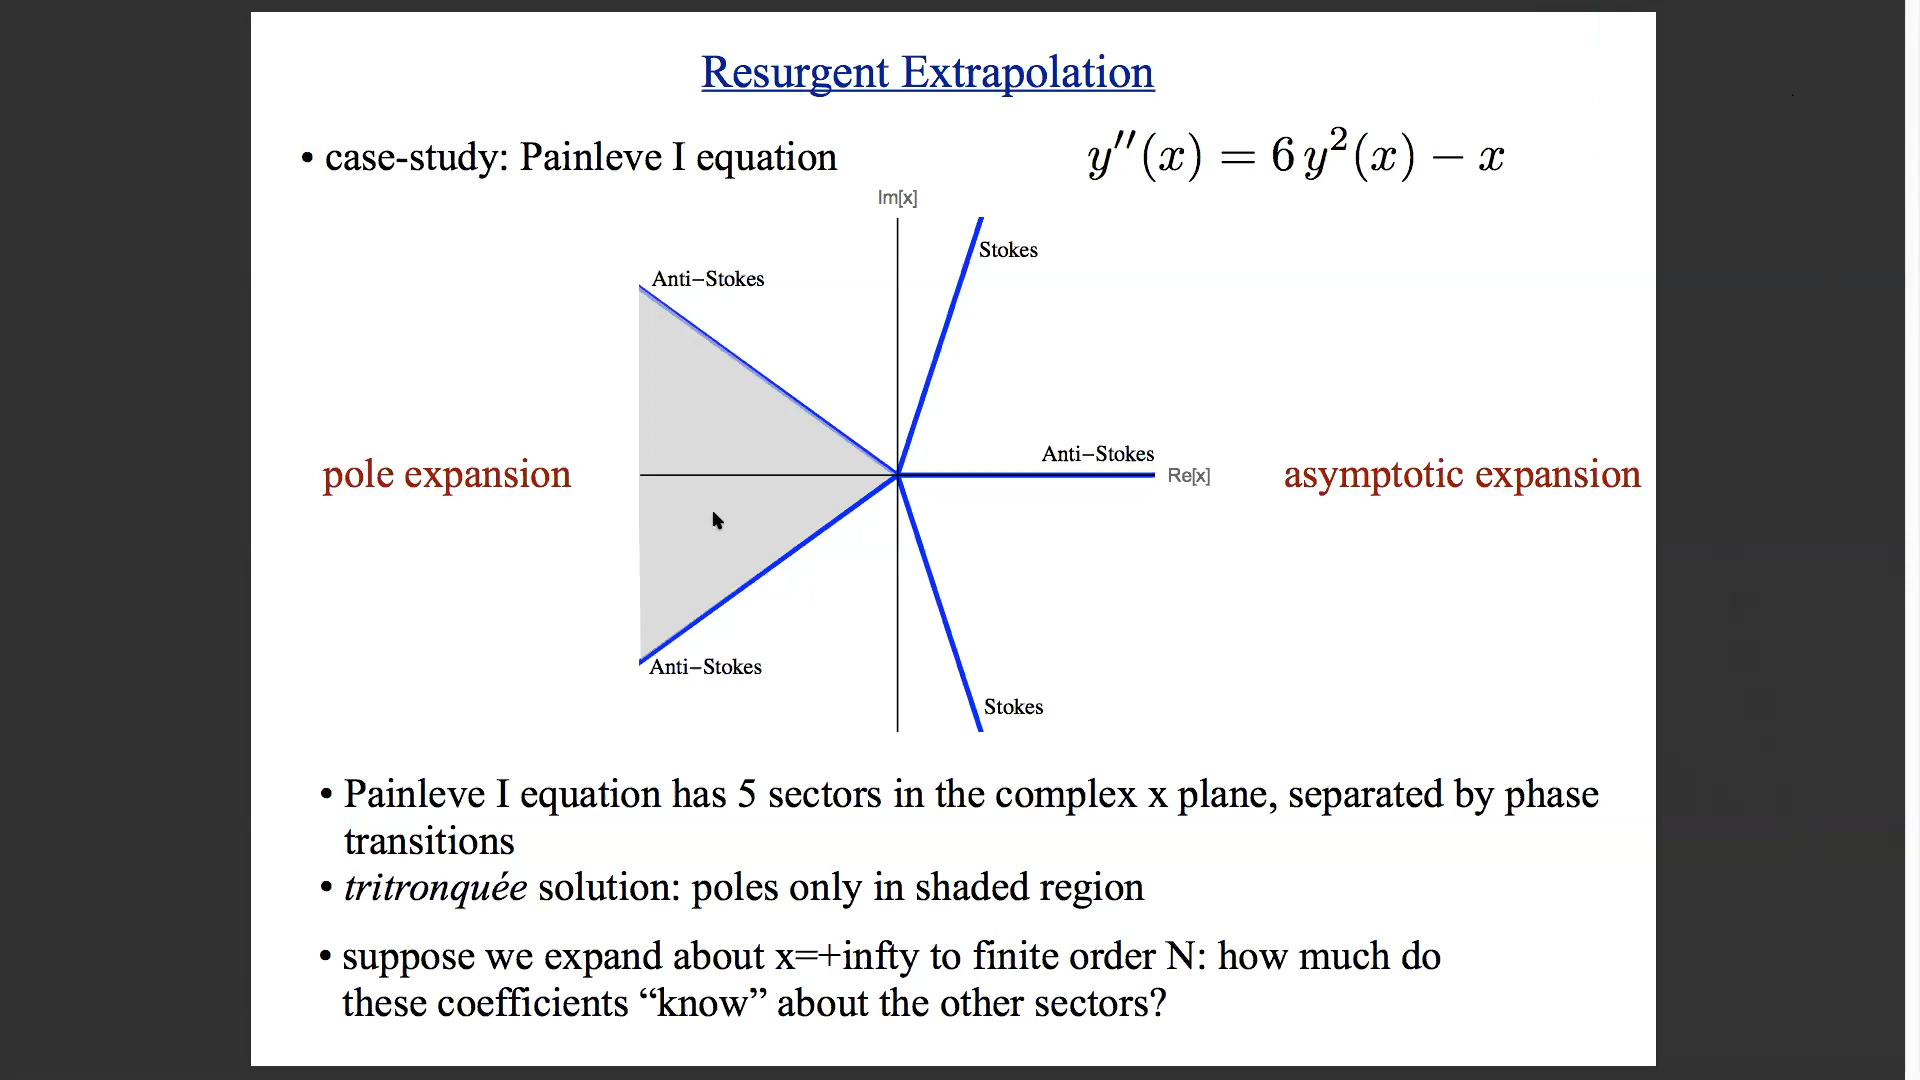 Resurgent Extrapolation
• case-study: Painleve I equation
y′′(x) = 6 y²(x) − x
Im[x]
Stokes
Anti−Stokes
Anti−Stokes
pole expansion
Re[x]
asymptotic expansion
Anti−Stokes
Stokes
• Painleve I equation has 5 sectors in the complex x plane, separated by phase
transitions
• tritronquée solution: poles only in shaded region
• suppose we expand about x=+infty to finite order N: how much do
these coefficients “know” about the other sectors?